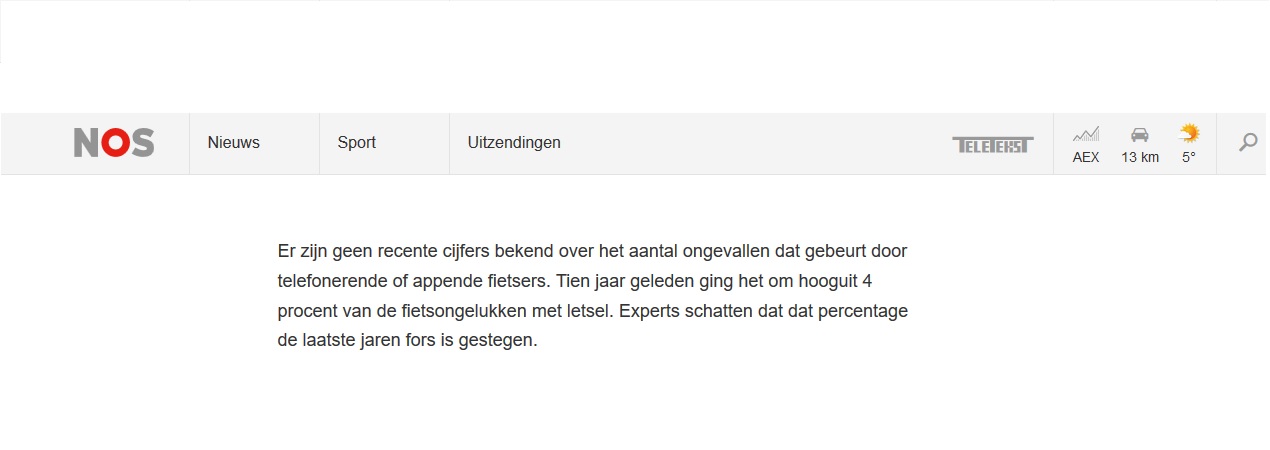 NOS Nieuws Sport Uitzendingen TELETEKST AEX 13 km 5°
Er zijn geen recente cijfers bekend over het aantal ongevallen dat gebeurt door
telefonerende of appende fietsers. Tien jaar geleden ging het om hooguit 4
procent van de fietsongelukken met letsel. Experts schatten dat dat percentage
de laatste jaren fors is gestegen.